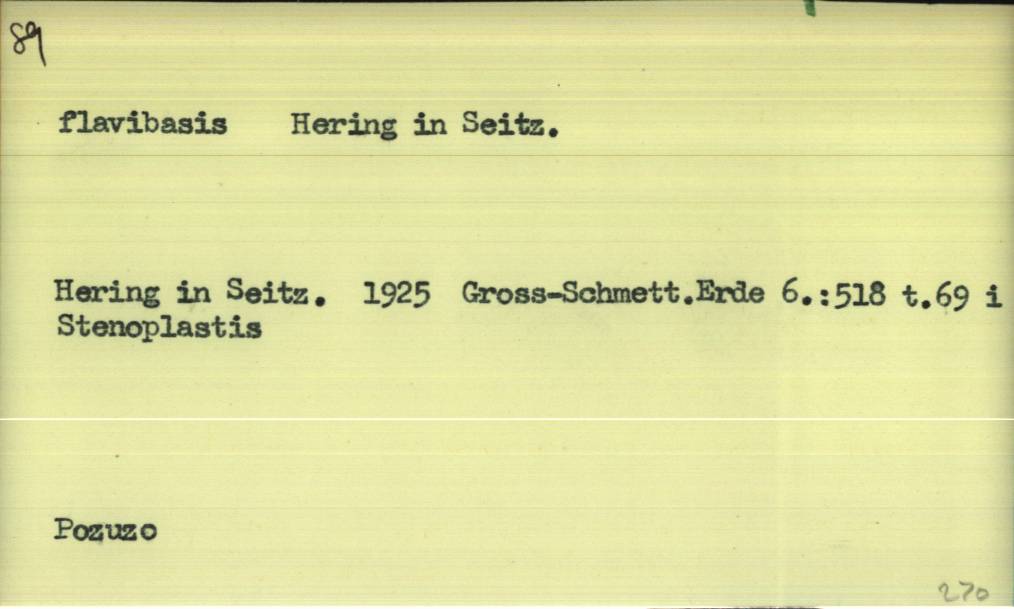 89
flavibasis Hering in Seitz.
Hering in Seitz. 1925 Gross-Schmett.Erde 6.:518 t.69 i
Stenoplastis
Pozuzo
270